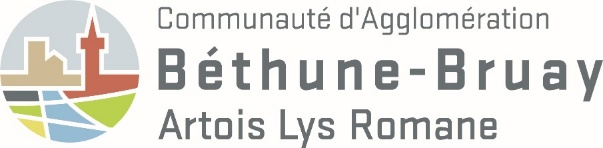 Communauté d'Agglomération
Béthune-Bruay
Artois Lys Romane